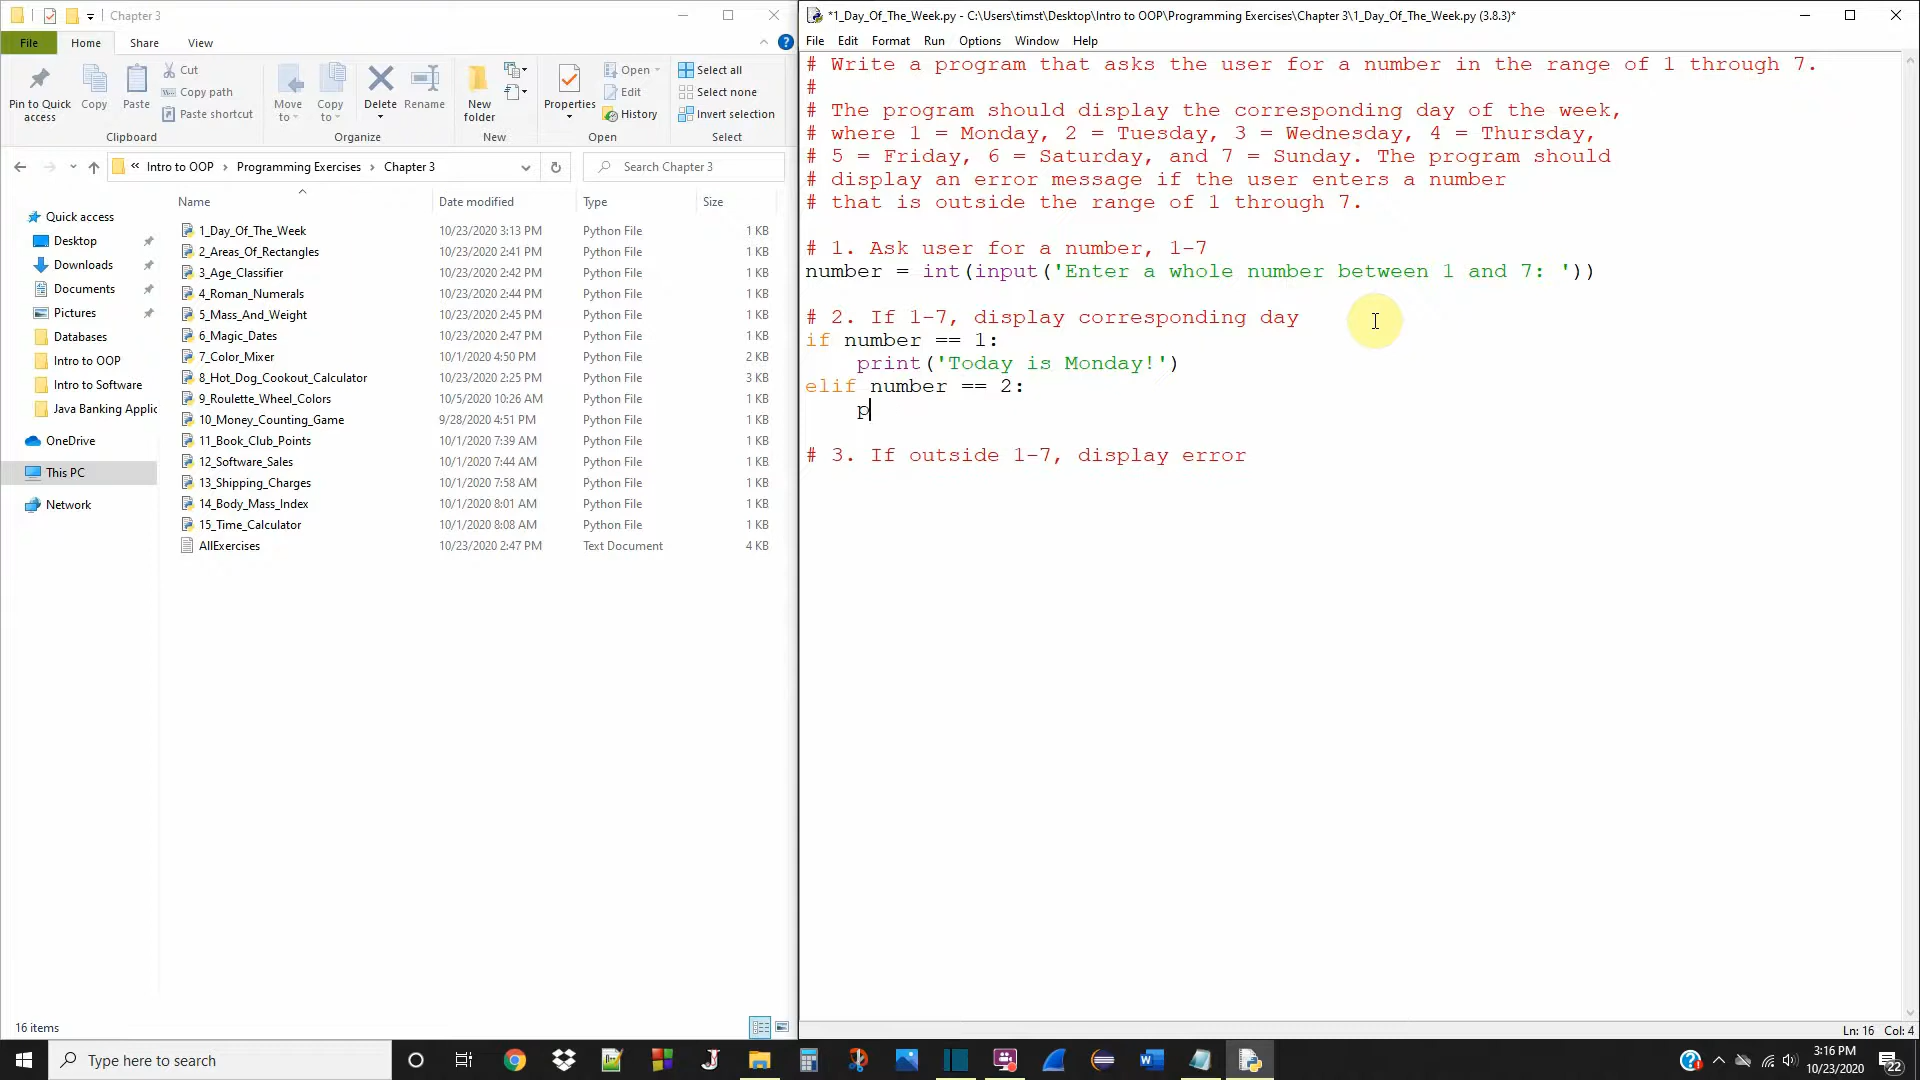 Chapter 3
File Home Share View
Pin to Quick access
Copy
Paste
Cut
Copy path
Paste shortcut
Clipboard
Move to
Copy to
Delete
Rename
Organize
New folder
New
Properties
Open
Edit
History
Open
Select all
Select none
Invert selection
Select
« Intro to OOP › Programming Exercises › Chapter 3
Search Chapter 3
Quick access
Desktop
Downloads
Documents
Pictures
Databases
Intro to OOP
Intro to Software
Java Banking Applic
OneDrive
This PC
Network
Name Date modified Type Size
1_Day_Of_The_Week 10/23/2020 3:13 PM Python File 1 KB
2_Areas_Of_Rectangles 10/23/2020 2:41 PM Python File 1 KB
3_Age_Classifier 10/23/2020 2:42 PM Python File 1 KB
4_Roman_Numerals 10/23/2020 2:44 PM Python File 1 KB
5_Mass_And_Weight 10/23/2020 2:45 PM Python File 1 KB
6_Magic_Dates 10/23/2020 2:47 PM Python File 1 KB
7_Color_Mixer 10/1/2020 4:50 PM Python File 2 KB
8_Hot_Dog_Cookout_Calculator 10/23/2020 2:25 PM Python File 3 KB
9_Roulette_Wheel_Colors 10/5/2020 10:26 AM Python File 1 KB
10_Money_Counting_Game 9/28/2020 4:51 PM Python File 1 KB
11_Book_Club_Points 10/1/2020 7:39 AM Python File 1 KB
12_Software_Sales 10/1/2020 7:44 AM Python File 1 KB
13_Shipping_Charges 10/1/2020 7:58 AM Python File 1 KB
14_Body_Mass_Index 10/1/2020 8:01 AM Python File 1 KB
15_Time_Calculator 10/1/2020 8:08 AM Python File 1 KB
AllExercises 10/23/2020 2:47 PM Text Document 4 KB
16 items
*1_Day_Of_The_Week.py - C:\Users\timst\Desktop\Intro to OOP\Programming Exercises\Chapter 3\1_Day_Of_The_Week.py (3.8.3)*
File Edit Format Run Options Window Help
# Write a program that asks the user for a number in the range of 1 through 7.
#
# The program should display the corresponding day of the week,
# where 1 = Monday, 2 = Tuesday, 3 = Wednesday, 4 = Thursday,
# 5 = Friday, 6 = Saturday, and 7 = Sunday. The program should
# display an error message if the user enters a number
# that is outside the range of 1 through 7.
# 1. Ask user for a number, 1-7
number = int(input('Enter a whole number between 1 and 7: '))
# 2. If 1-7, display corresponding day
if number == 1:
    print('Today is Monday!')
elif number == 2:
    p
# 3. If outside 1-7, display error
Ln: 16 Col: 4
Type here to search
3:16 PM
10/23/2020
22